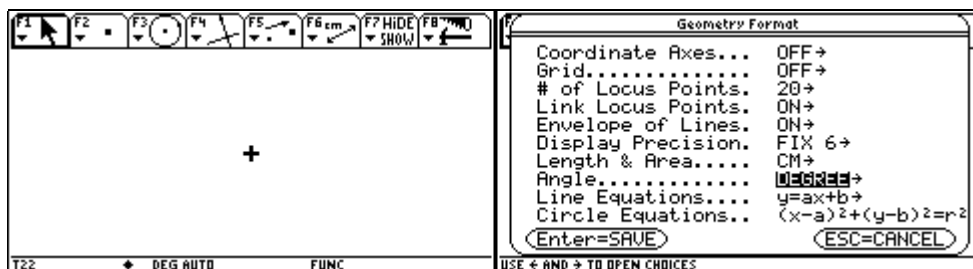 F1 F2 F3 F4 F5 F6 cm F7 HiDE SHOW F8
T22 DEG AUTO FUNC
Geometry Format
Coordinate Axes... OFF→
Grid.............. OFF→
# of Locus Points. 20→
Link Locus Points. ON→
Envelope of Lines. ON→
Display Precision. FIX 6→
Length & Area..... CM→
Angle............. DEGREE→
Line Equations.... y=ax+b→
Circle Equations.. (x-a)²+(y-b)²=r²
Enter=SAVE ESC=CANCEL
USE ← AND → TO OPEN CHOICES